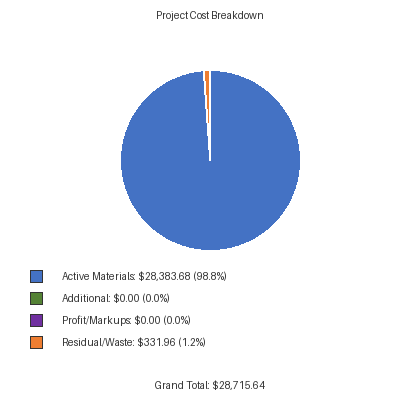 Project Cost Breakdown
Active Materials: $28,383.68 (98.8%)
Additional: $0.00 (0.0%)
Profit/Markups: $0.00 (0.0%)
Residual/Waste: $331.96 (1.2%)
Grand Total: $28,715.64